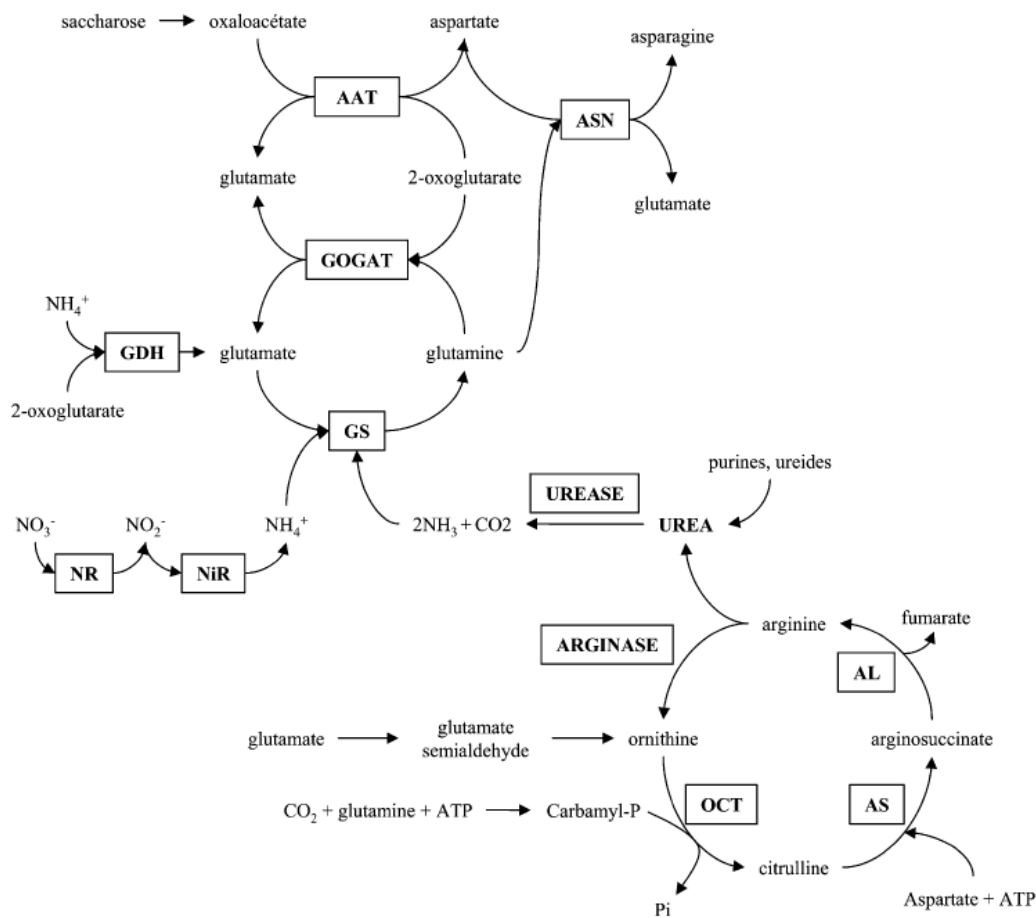 saccharose oxaloacétate aspartate
asparagine
AAT
ASN
glutamate 2-oxoglutarate
glutamate
GOGAT
NH₄⁺
GDH glutamate glutamine
2-oxoglutarate
GS
purines, ureides
UREASE
NO₃⁻ NO₂⁻ NH₄⁺ 2NH₃ + CO2 UREA
NR NiR
arginine fumarate
ARGINASE
AL
glutamate glutamate
semialdehyde ornithine arginosuccinate
CO₂ + glutamine + ATP Carbamyl-P OCT AS
citrulline
Pi Aspartate + ATP